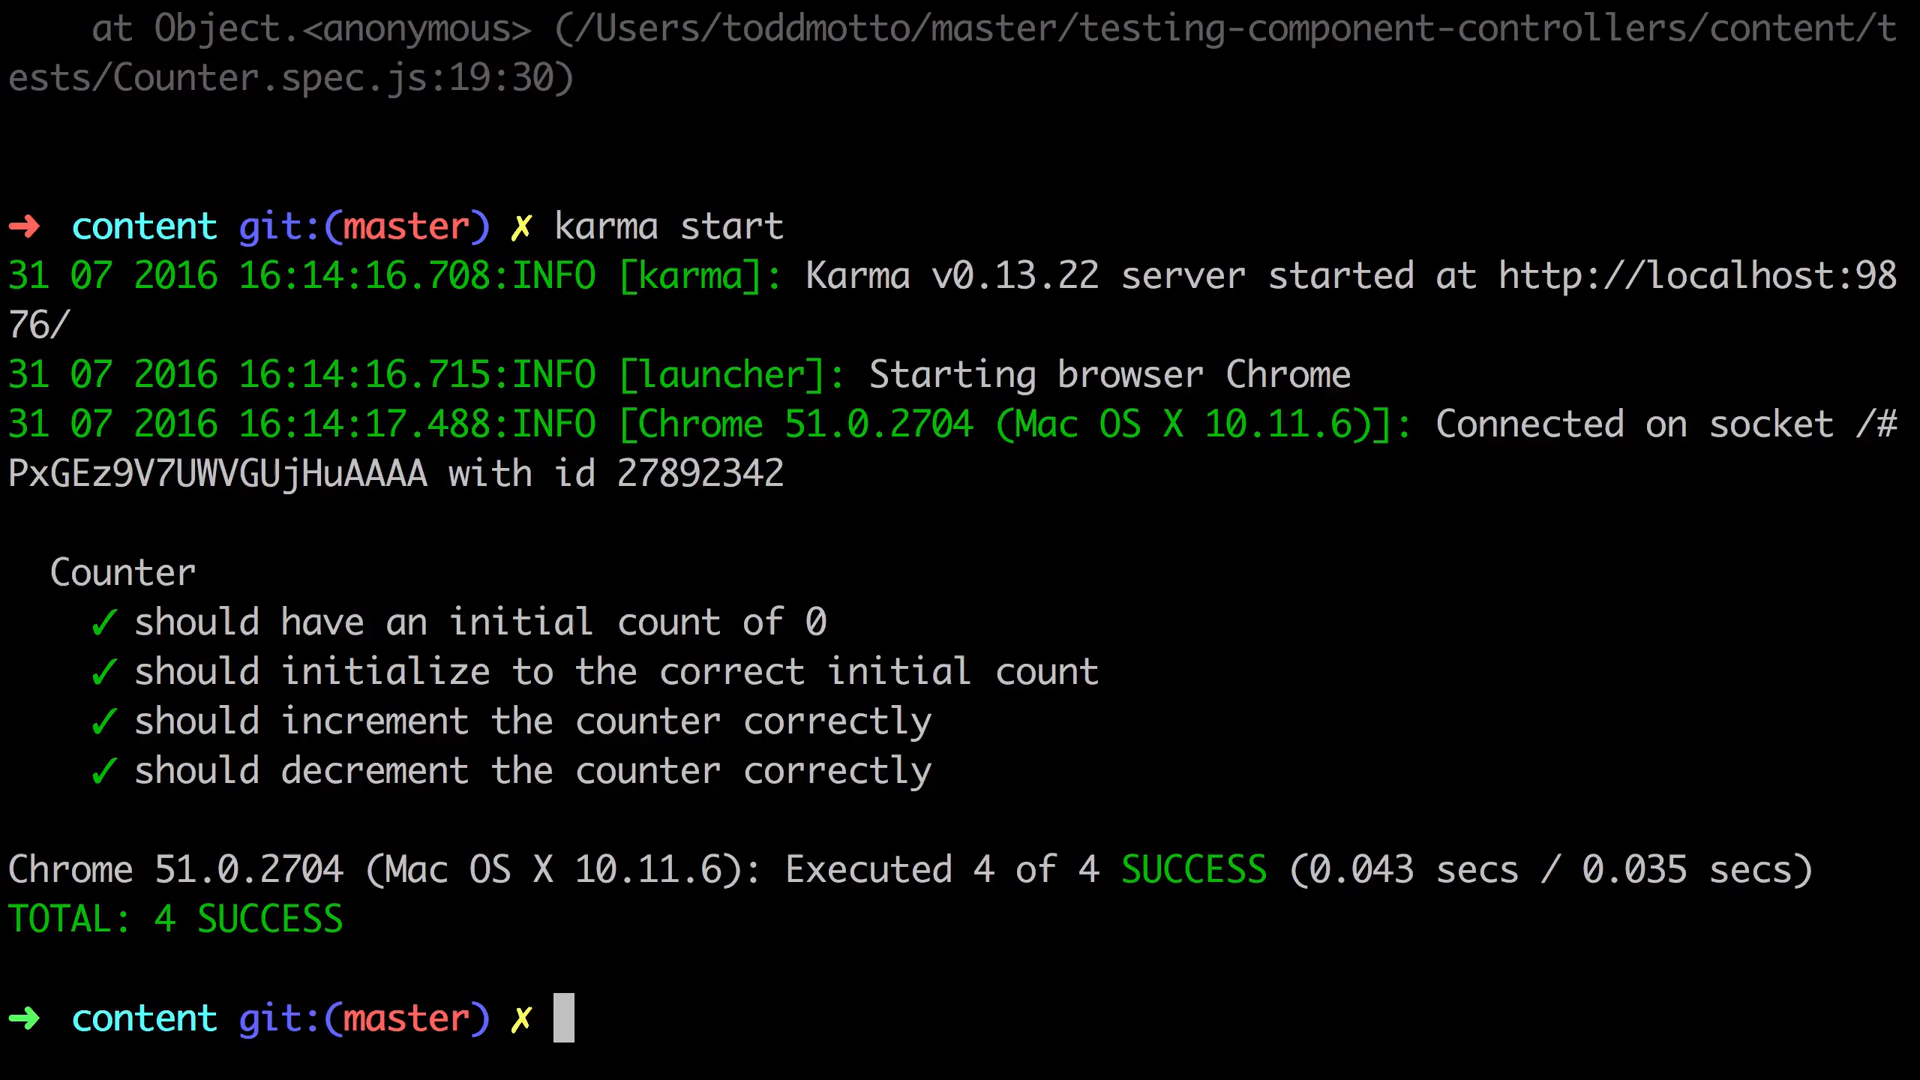 at Object.<anonymous> (/Users/toddmotto/master/testing-component-controllers/content/t
ests/Counter.spec.js:19:30)
➜ content git:(master) ✗ karma start
31 07 2016 16:14:16.708:INFO [karma]: Karma v0.13.22 server started at http://localhost:98
76/
31 07 2016 16:14:16.715:INFO [launcher]: Starting browser Chrome
31 07 2016 16:14:17.488:INFO [Chrome 51.0.2704 (Mac OS X 10.11.6)]: Connected on socket /#
PxGEz9V7UWVGUjHuAAAA with id 27892342
Counter
✓ should have an initial count of 0
✓ should initialize to the correct initial count
✓ should increment the counter correctly
✓ should decrement the counter correctly
Chrome 51.0.2704 (Mac OS X 10.11.6): Executed 4 of 4 SUCCESS (0.043 secs / 0.035 secs)
TOTAL: 4 SUCCESS
➜ content git:(master) ✗